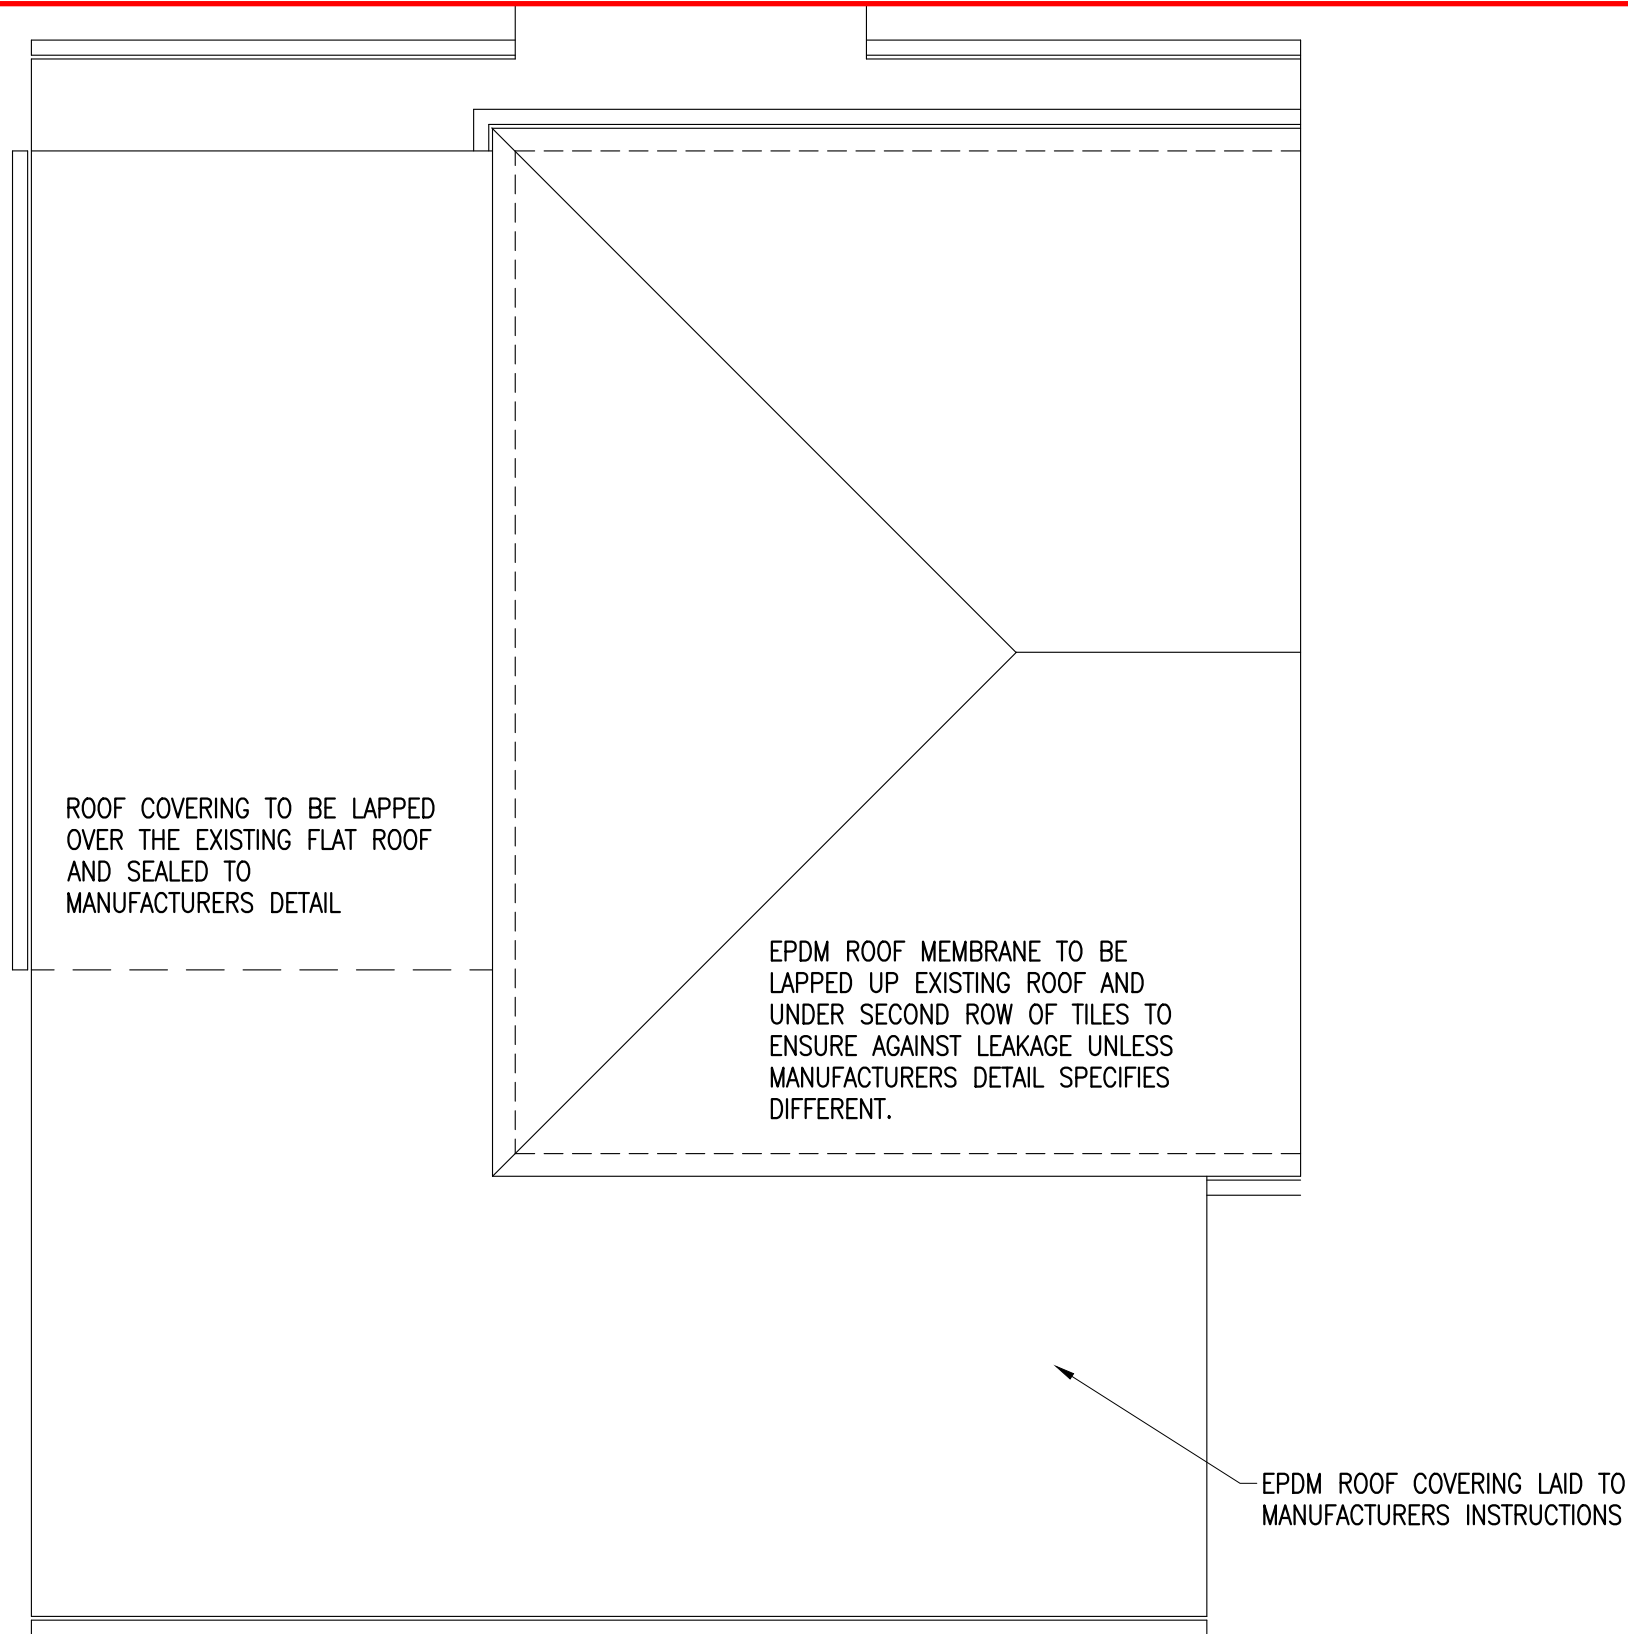 ROOF COVERING TO BE LAPPED
OVER THE EXISTING FLAT ROOF
AND SEALED TO
MANUFACTURERS DETAIL
EPDM ROOF MEMBRANE TO BE
LAPPED UP EXISTING ROOF AND
UNDER SECOND ROW OF TILES TO
ENSURE AGAINST LEAKAGE UNLESS
MANUFACTURERS DETAIL SPECIFIES
DIFFERENT.
EPDM ROOF COVERING LAID TO
MANUFACTURERS INSTRUCTIONS